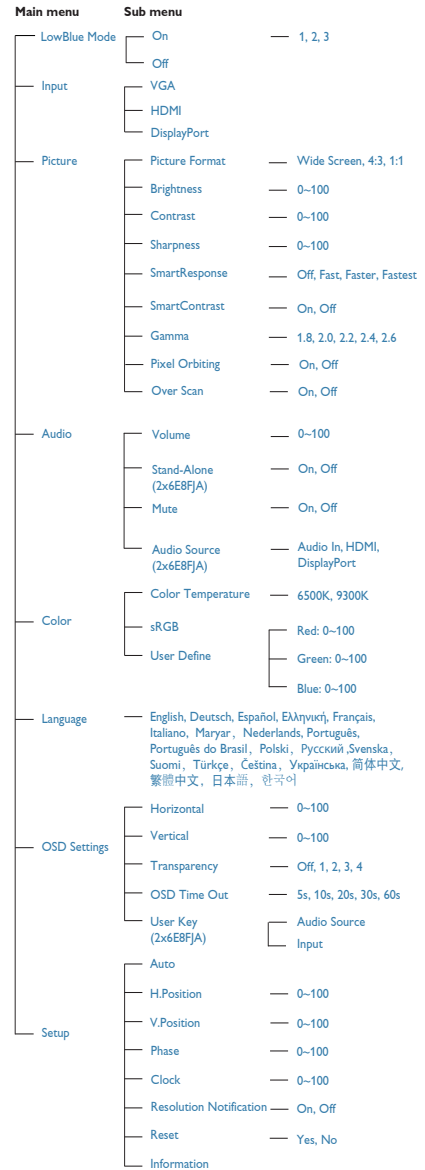 Main menu Sub menu
LowBlue Mode On 1, 2, 3
Off
Input VGA
HDMI
DisplayPort
Picture Picture Format Wide Screen, 4:3, 1:1
Brightness 0~100
Contrast 0~100
Sharpness 0~100
SmartResponse Off, Fast, Faster, Fastest
SmartContrast On, Off
Gamma 1.8, 2.0, 2.2, 2.4, 2.6
Pixel Orbiting On, Off
Over Scan On, Off
Audio Volume 0~100
Stand-Alone On, Off
(2x6E8FJA)
Mute On, Off
Audio Source Audio In, HDMI,
(2x6E8FJA) DisplayPort
Color Temperature 6500K, 9300K
Color sRGB Red: 0~100
User Define Green: 0~100
Blue: 0~100
Language English, Deutsch, Español, Ελληνική, Français,
Italiano, Maryar, Nederlands, Português,
Português do Brasil, Polski, Русский ,Svenska,
Suomi, Türkçe, Čeština, Українська, 简体中文,
繁體中文, 日本語, 한국어
Horizontal 0~100
Vertical 0~100
OSD Settings
Transparency Off, 1, 2, 3, 4
OSD Time Out 5s, 10s, 20s, 30s, 60s
User Key Audio Source
(2x6E8FJA) Input
Auto
H.Position 0~100
V.Position 0~100
Setup
Phase 0~100
Clock 0~100
Resolution Notification On, Off
Reset Yes, No
Information